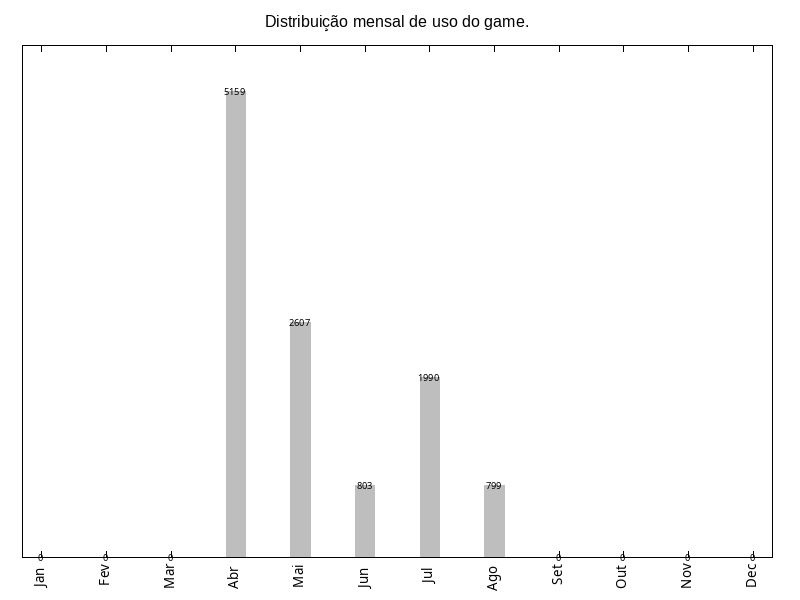 Distribuição mensal de uso do game.
5159
2607
1990
803
799
0 0 0 0 0 0 0
Jan Fev Mar Abr Mai Jun Jul Ago Set Out Nov Dec